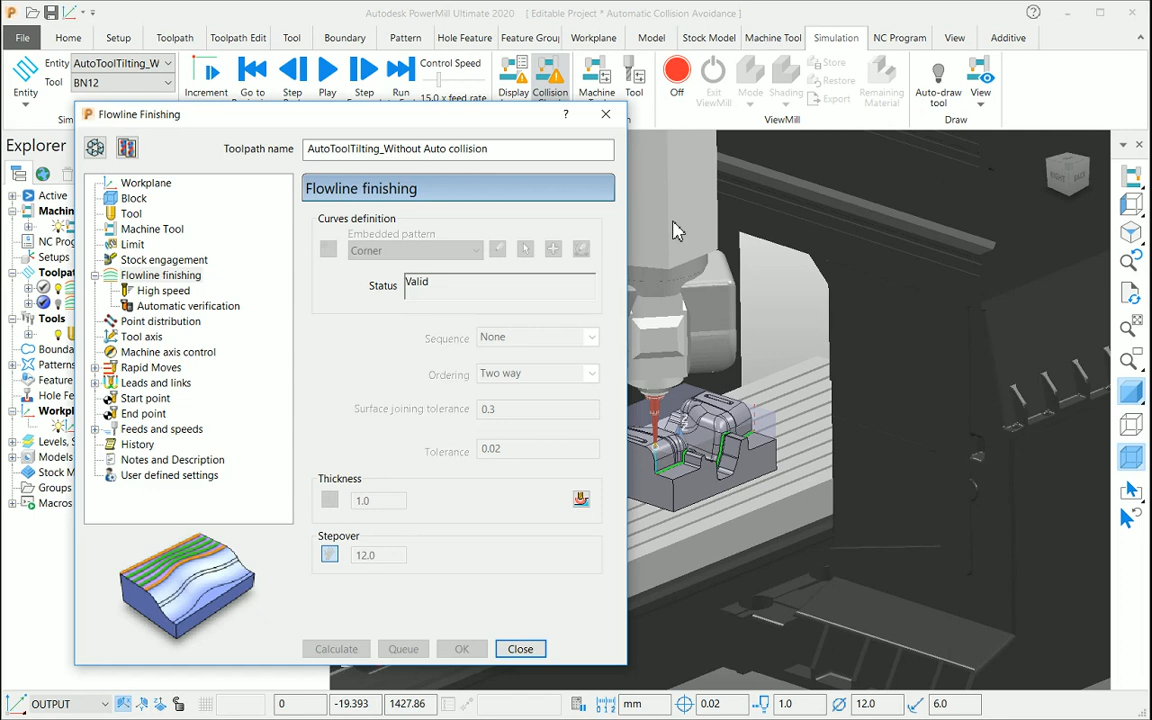 Autodesk PowerMill Ultimate 2020 [ Editable Project * Automatic Collision Avoidance ]
File Home Setup Toolpath Toolpath Edit Tool Boundary Pattern Hole Feature Feature Group Workplane Model Stock Model Machine Tool Simulation NC Program View Additive
Entity AutoToolTilting_W
Tool BN12
Entity
Increment
Go to
Step
Play
Step
Run
Control Speed
15.0 x feed rate
Display
Collision
Machine
Tool
Off
Exit ViewMill
Mode
Shading
Store
Restore
Export
Remaining Material
ViewMill
Auto-draw tool
View
Draw
Explorer
Active
Machin
NC Prog
Setups
Toolpath
Tools
Bounda
Patterns
Feature
Hole Fe
Workpl
Levels, S
Models
Stock M
Groups
Macros
Flowline Finishing
?
Toolpath name AutoToolTilting_Without Auto collision
Workplane
Block
Tool
Machine Tool
Limit
Stock engagement
Flowline finishing
High speed
Automatic verification
Point distribution
Tool axis
Machine axis control
Rapid Moves
Leads and links
Start point
End point
Feeds and speeds
History
Notes and Description
User defined settings
Flowline finishing
Curves definition
Embedded pattern
Corner
Status Valid
Sequence None
Ordering Two way
Surface joining tolerance 0.3
Tolerance 0.02
Thickness
1.0
Stepover
12.0
Calculate Queue OK Close
RIGHT BACK
OUTPUT 0 -19.393 1427.86 mm 0.02 1.0 12.0 6.0